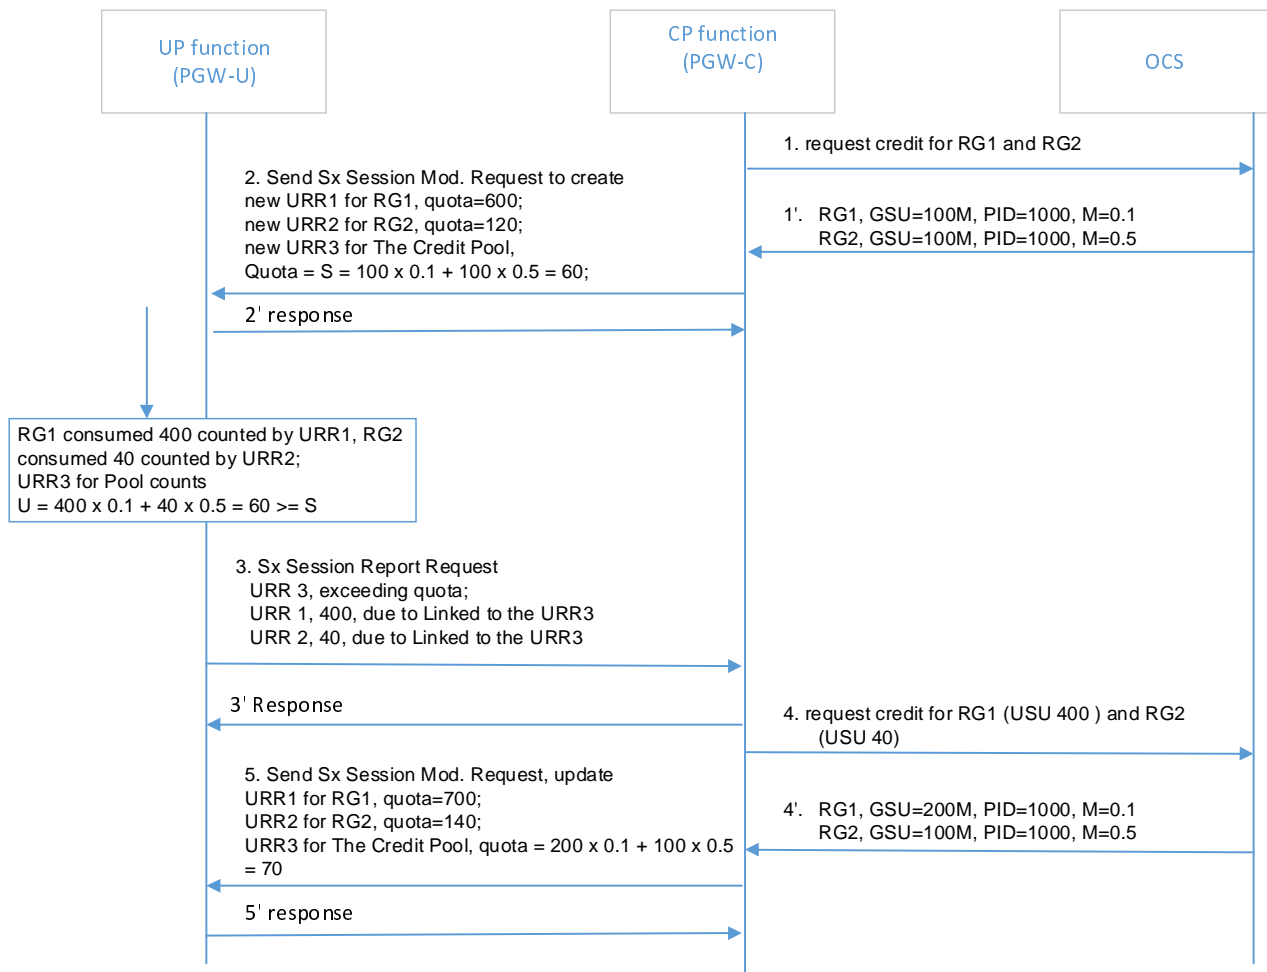 UP function
(PGW-U)
CP function
(PGW-C)
OCS
1. request credit for RG1 and RG2
2. Send Sx Session Mod. Request to create
new URR1 for RG1, quota=600;
new URR2 for RG2, quota=120;
new URR3 for The Credit Pool,
Quota = S = 100 x 0.1 + 100 x 0.5 = 60;
1'. RG1, GSU=100M, PID=1000, M=0.1
RG2, GSU=100M, PID=1000, M=0.5
2' response
RG1 consumed 400 counted by URR1, RG2
consumed 40 counted by URR2;
URR3 for Pool counts
U = 400 x 0.1 + 40 x 0.5 = 60 >= S
3. Sx Session Report Request
URR 3, exceeding quota;
URR 1, 400, due to Linked to the URR3
URR 2, 40, due to Linked to the URR3
3' Response
4. request credit for RG1 (USU 400 ) and RG2
(USU 40)
5. Send Sx Session Mod. Request, update
URR1 for RG1, quota=700;
URR2 for RG2, quota=140;
URR3 for The Credit Pool, quota = 200 x 0.1 + 100 x 0.5
= 70
4'. RG1, GSU=200M, PID=1000, M=0.1
RG2, GSU=100M, PID=1000, M=0.5
5' response